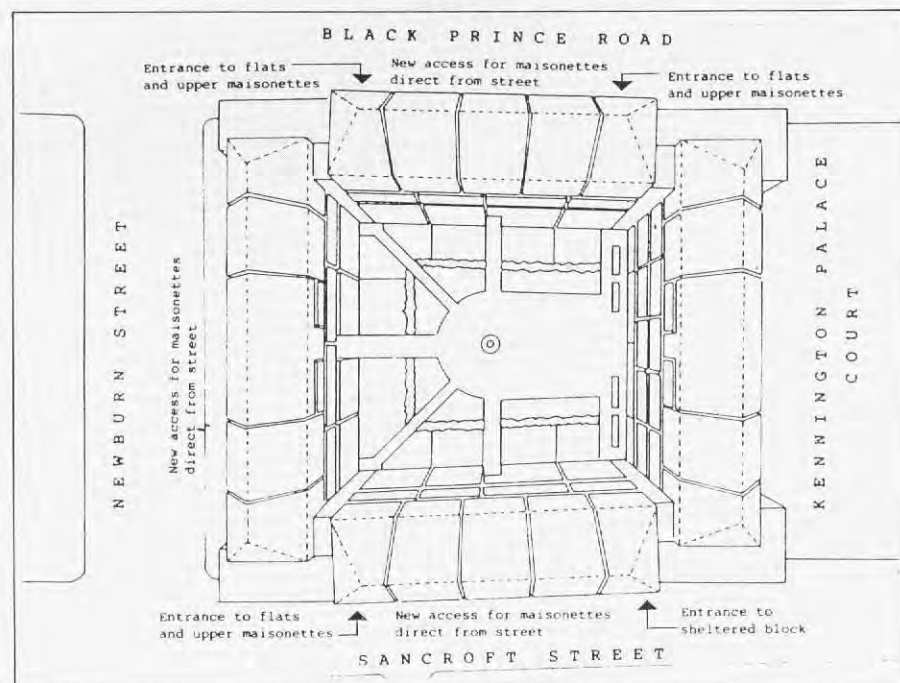 BLACK PRINCE ROAD
Entrance to flats
and upper maisonettes
New access for maisonettes
direct from street
Entrance to flats
and upper maisonettes
NEWBURN STREET
New access for maisonettes
direct from street
KENNINGTON PALACE
COURT
Entrance to flats
and upper maisonettes
New access for maisonettes
direct from street
Entrance to
sheltered block
SANCROFT STREET